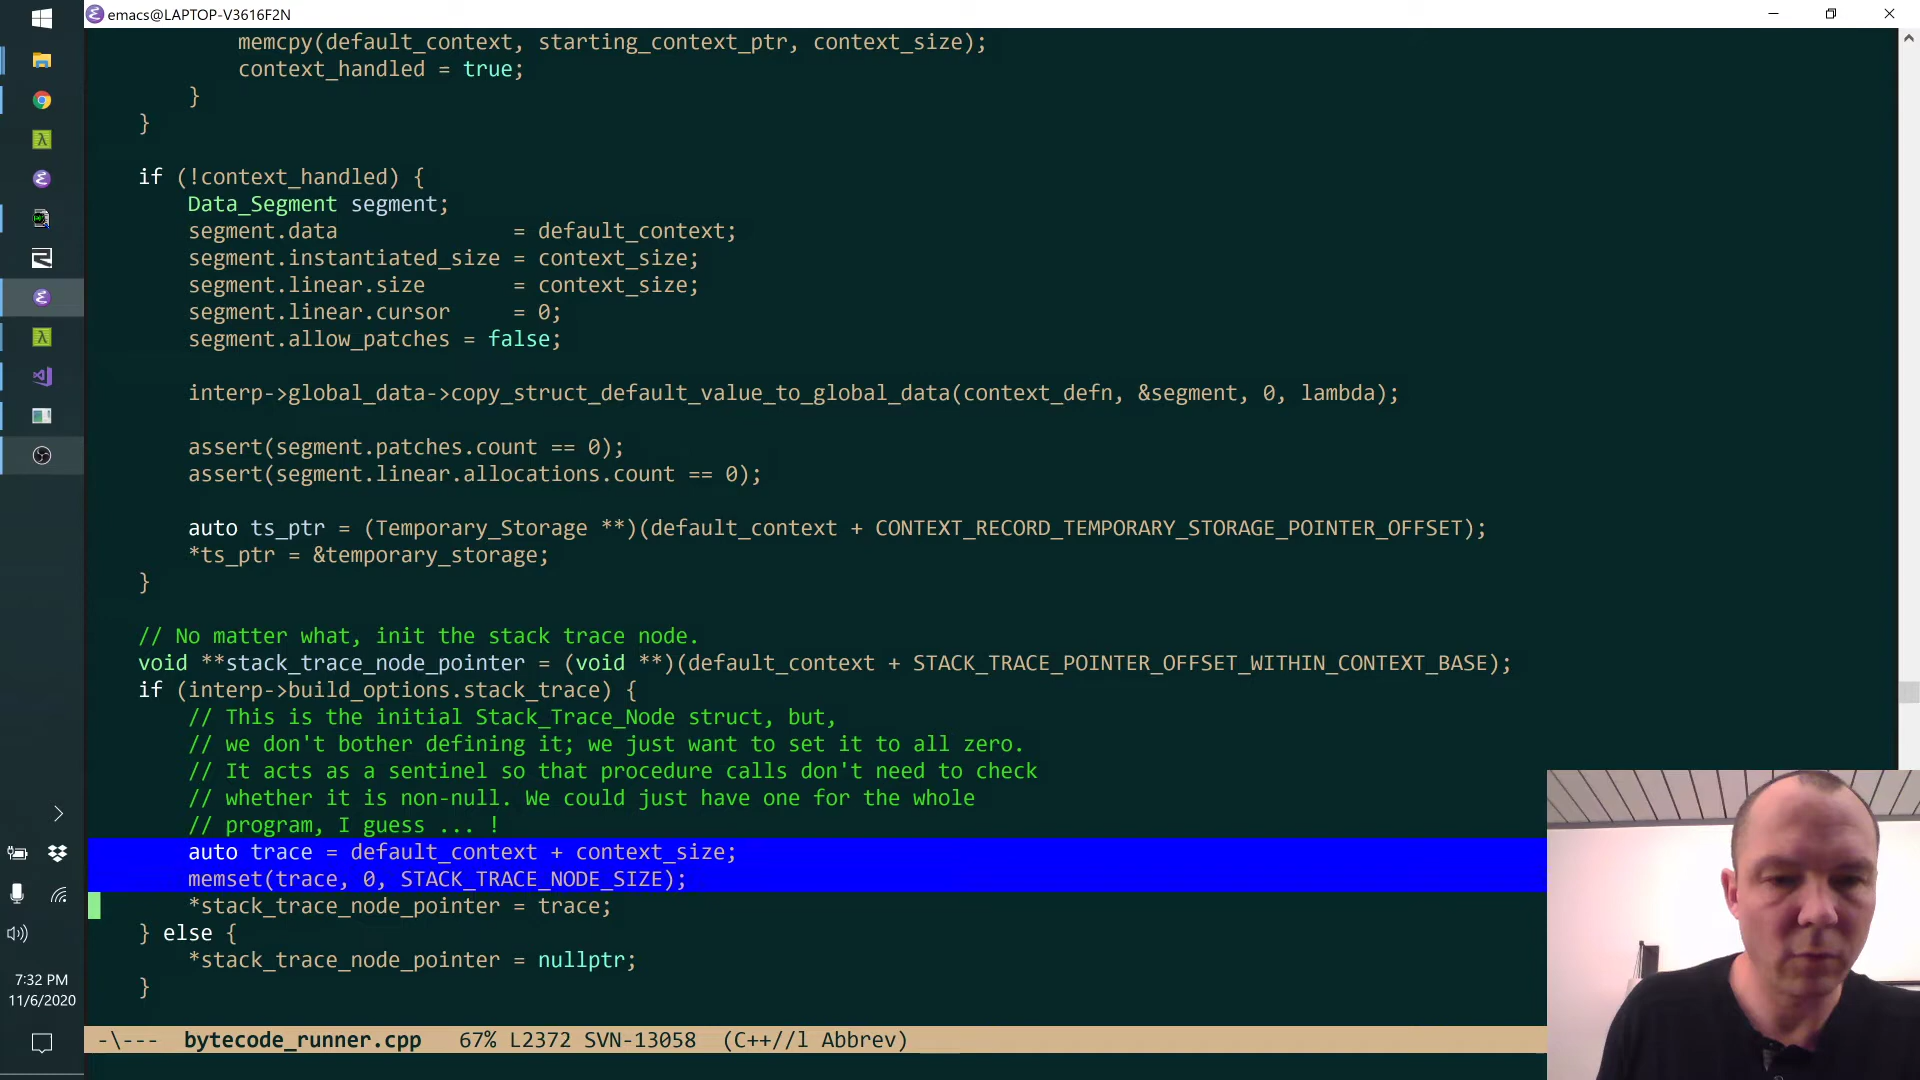 emacs@LAPTOP-V3616F2N
memcpy(default_context, starting_context_ptr, context_size);
context_handled = true;
}
}
if (!context_handled) {
Data_Segment segment;
segment.data = default_context;
segment.instantiated_size = context_size;
segment.linear.size = context_size;
segment.linear.cursor = 0;
segment.allow_patches = false;
interp->global_data->copy_struct_default_value_to_global_data(context_defn, &segment, 0, lambda);
assert(segment.patches.count == 0);
assert(segment.linear.allocations.count == 0);
auto ts_ptr = (Temporary_Storage **)(default_context + CONTEXT_RECORD_TEMPORARY_STORAGE_POINTER_OFFSET);
*ts_ptr = &temporary_storage;
}
// No matter what, init the stack trace node.
void **stack_trace_node_pointer = (void **)(default_context + STACK_TRACE_POINTER_OFFSET_WITHIN_CONTEXT_BASE);
if (interp->build_options.stack_trace) {
// This is the initial Stack_Trace_Node struct, but,
// we don't bother defining it; we just want to set it to all zero.
// It acts as a sentinel so that procedure calls don't need to check
// whether it is non-null. We could just have one for the whole
// program, I guess ... !
auto trace = default_context + context_size;
memset(trace, 0, STACK_TRACE_NODE_SIZE);
*stack_trace_node_pointer = trace;
} else {
*stack_trace_node_pointer = nullptr;
}
-\--- bytecode_runner.cpp 67% L2372 SVN-13058 (C++//l Abbrev)
7:32 PM
11/6/2020